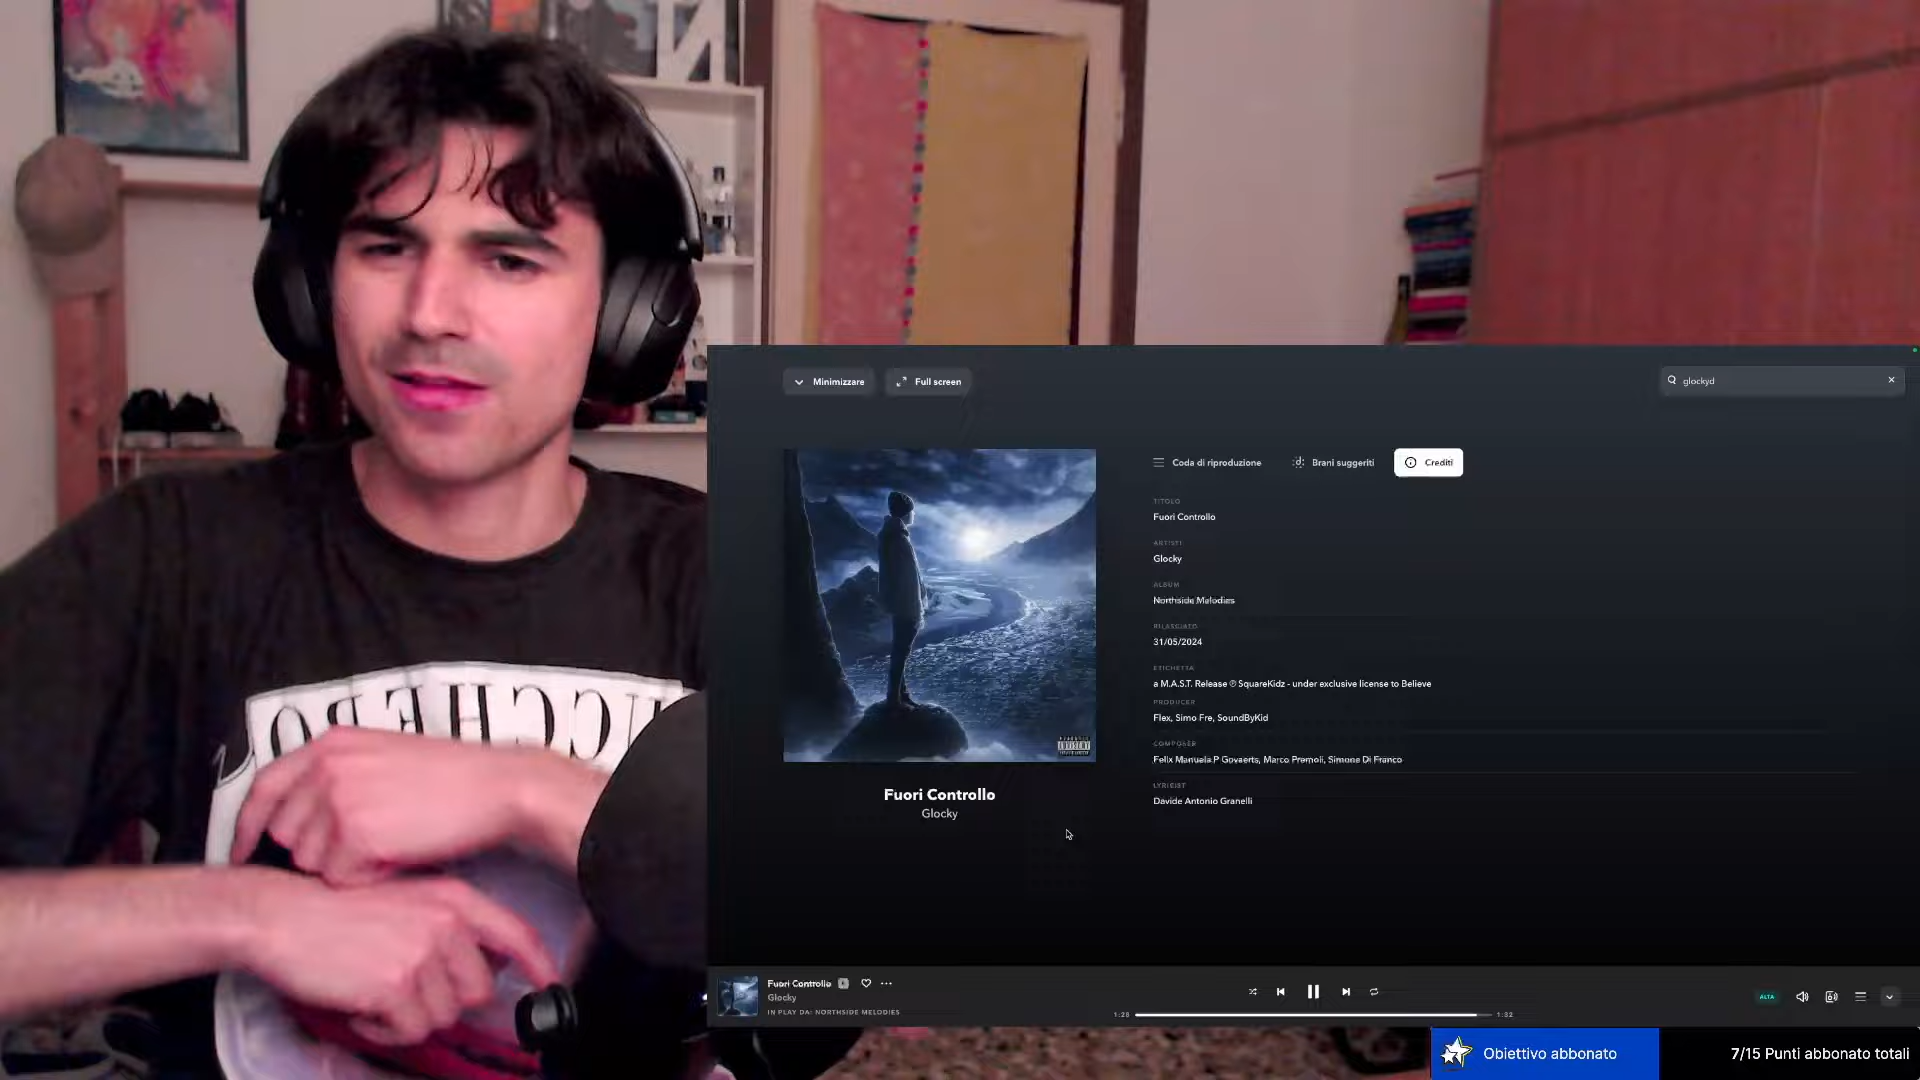 Minimizzare
Full screen
glockyd
Coda di riproduzione
Brani suggeriti
Crediti
TITOLO
Fuori Controllo
ARTISTI
Glocky
ALBUM
Northside Melodies
RILASCIATO
31/05/2024
ETICHETTA
a M.A.S.T. Release ℗ SquareKidz - under exclusive license to Believe
PRODUCER
Flex, Simo Fre, SoundByKid
COMPOSER
Felix Manuela P Govaerts, Marco Premoli, Simone Di Franco
LYRICIST
Davide Antonio Granelli
Fuori Controllo
Glocky
Fuori Controllo
Glocky
IN PLAY DA: NORTHSIDE MELODIES
1:28
1:32
ALTA
Obiettivo abbonato
7/15 Punti abbonato totali